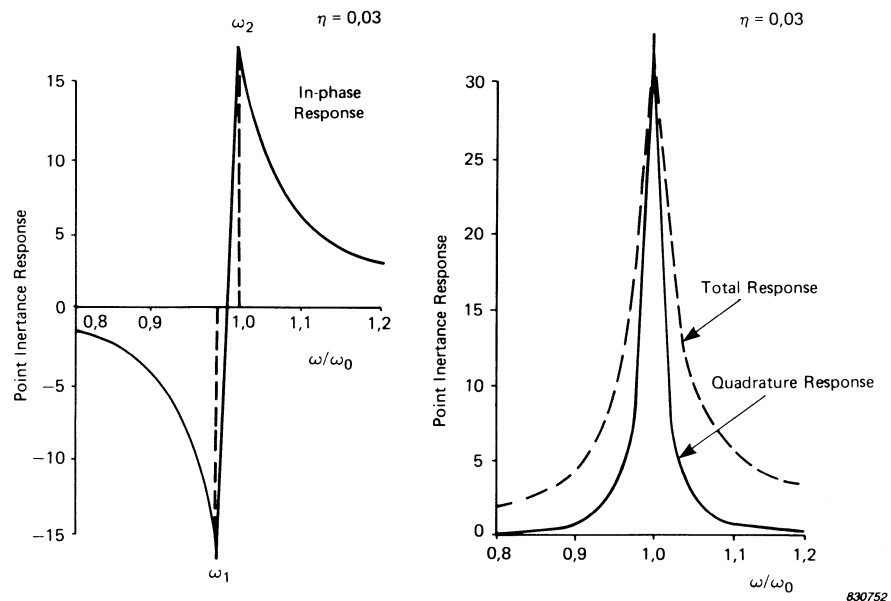 ω₂
η = 0,03
In-phase
Response
Point Inertance Response
15
10
5
0
−5
−10
−15
0,8
0,9
1,0
1,1
1,2
ω/ω₀
ω₁
η = 0,03
Point Inertance Response
30
25
20
15
10
5
0
Total Response
Quadrature Response
0,8
0,9
1,0
1,1
1,2
ω/ω₀
830752